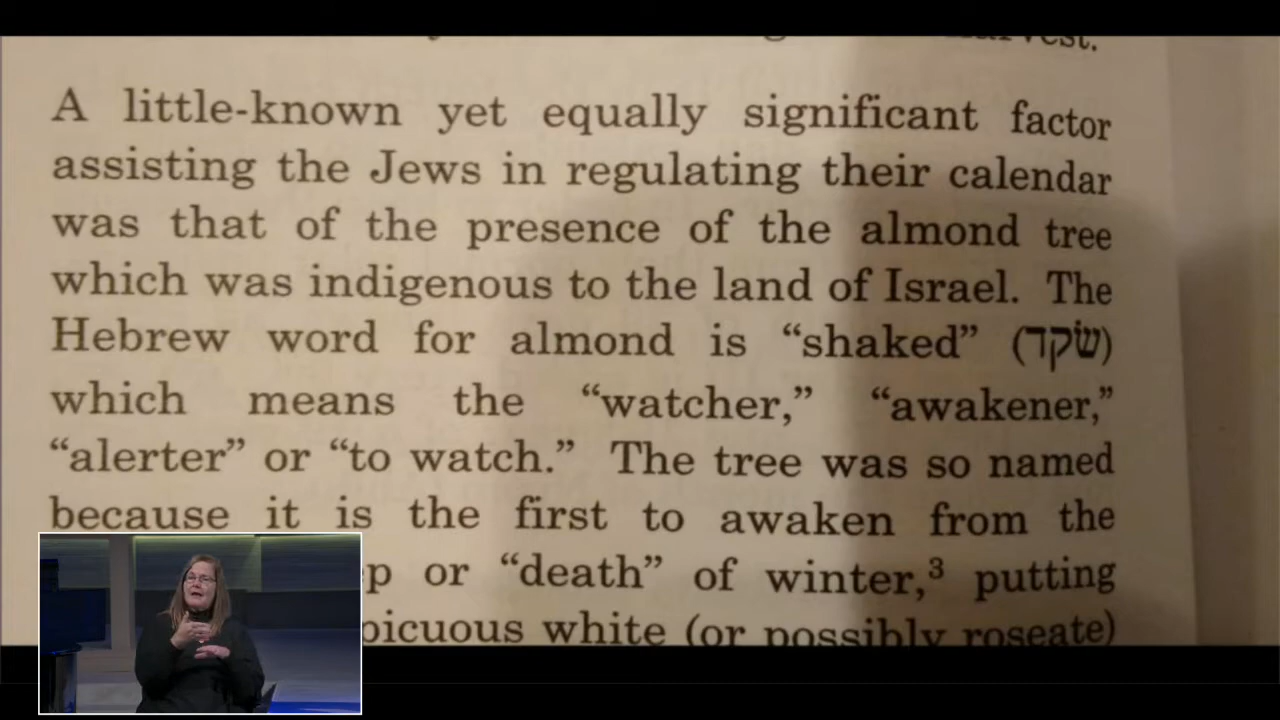 harvest.
A little-known yet equally significant factor
assisting the Jews in regulating their calendar
was that of the presence of the almond tree
which was indigenous to the land of Israel. The
Hebrew word for almond is “shaked” (שׂקד)
which means the “watcher,” “awakener,”
“alerter” or “to watch.” The tree was so named
because it is the first to awaken from the
or “death” of winter,³ putting
white (or possibly roseate)